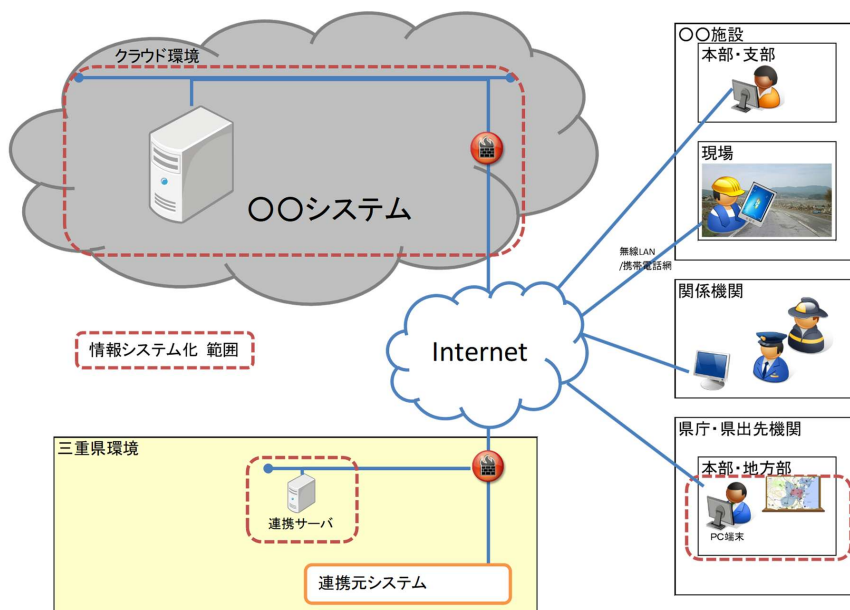 クラウド環境
〇〇システム
情報システム化 範囲
Internet
無線LAN
/携帯電話網
〇〇施設
本部・支部
現場
関係機関
県庁・県出先機関
本部・地方部
PC端末
三重県環境
連携サーバ
連携元システム